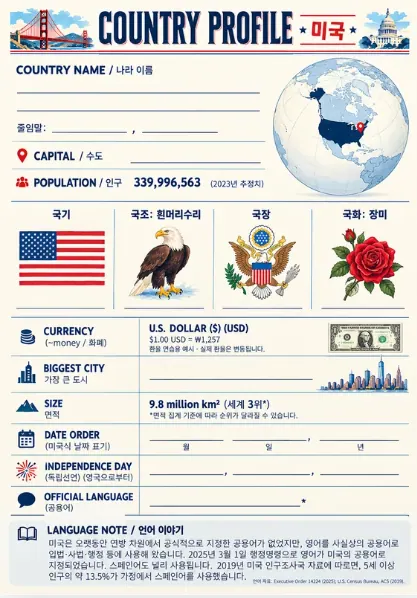 COUNTRY PROFILE ★ 미국 ★
COUNTRY NAME / 나라 이름
줄임말: ,
CAPITAL / 수도
POPULATION / 인구 339,996,563 (2023년 추정치)
국기 국조: 흰머리수리 국장 국화: 장미
CURRENCY
(~money / 화폐)
U.S. DOLLAR ($) (USD)
$1.00 USD = ₩1,257
환율 연습용 예시 - 실제 환율은 변동됩니다.
BIGGEST CITY
가장 큰 도시
SIZE
면적
9.8 million km² (세계 3위*)
*면적 집계 기준에 따라 순위가 달라질 수 있습니다.
DATE ORDER
(미국식 날짜 표기)
, ,
월 일 년
INDEPENDENCE DAY
(독립선언) (영국으로부터)
, ,
OFFICIAL LANGUAGE
(공용어)
*
LANGUAGE NOTE / 언어 이야기
미국은 오랫동안 연방 차원에서 공식적으로 지정한 공용어가 없었지만, 영어를 사실상의 공용어로
입법·사법·행정 등에 사용해 왔습니다. 2025년 3월 1일 행정명령으로 영어가 미국의 공용어로
지정되었습니다. 스페인어도 널리 사용됩니다. 2019년 미국 인구조사국 자료에 따르면, 5세 이상
인구의 약 13.5%가 가정에서 스페인어를 사용했습니다.
언어 자료: Executive Order 14224 (2025); U.S. Census Bureau, ACS (2019).